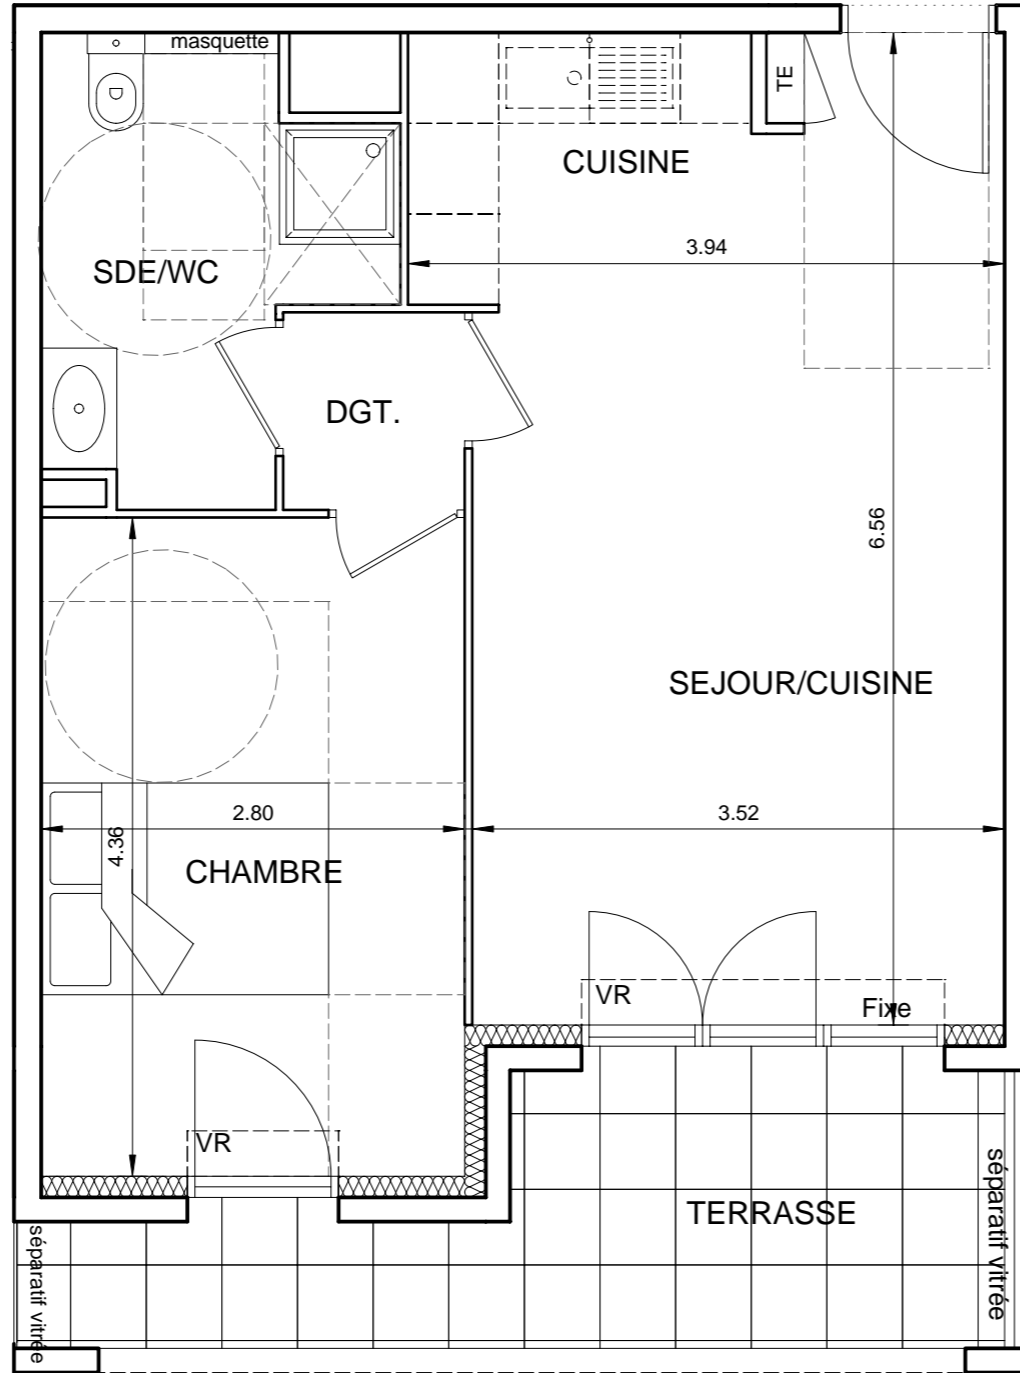 masquette
TE
CUISINE
3.94
SDE/WC
DGT.
6.56
SEJOUR/CUISINE
2.80
3.52
4.36
CHAMBRE
VR
Fixe
VR
TERRASSE
séparatif vitrée
séparatif vitrée